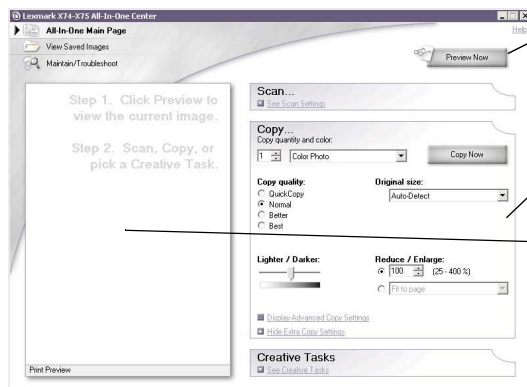 Lexmark X74-X75 All-In-One Center
All-In-One Main Page
Help
View Saved Images
Maintain/Troubleshoot
Preview Now
Step 1. Click Preview to
view the current image.
Step 2. Scan, Copy, or
pick a Creative Task.
Print Preview
Scan...
See Scan Settings
Copy...
Copy quantity and color:
1 Color Photo
Copy Now
Copy quality:
QuickCopy
Normal
Better
Best
Original size:
Auto-Detect
Lighter / Darker:
Reduce / Enlarge:
100 (25 - 400 %)
Fit to page
Display Advanced Copy Settings
Hide Extra Copy Settings
Creative Tasks
See Creative Tasks